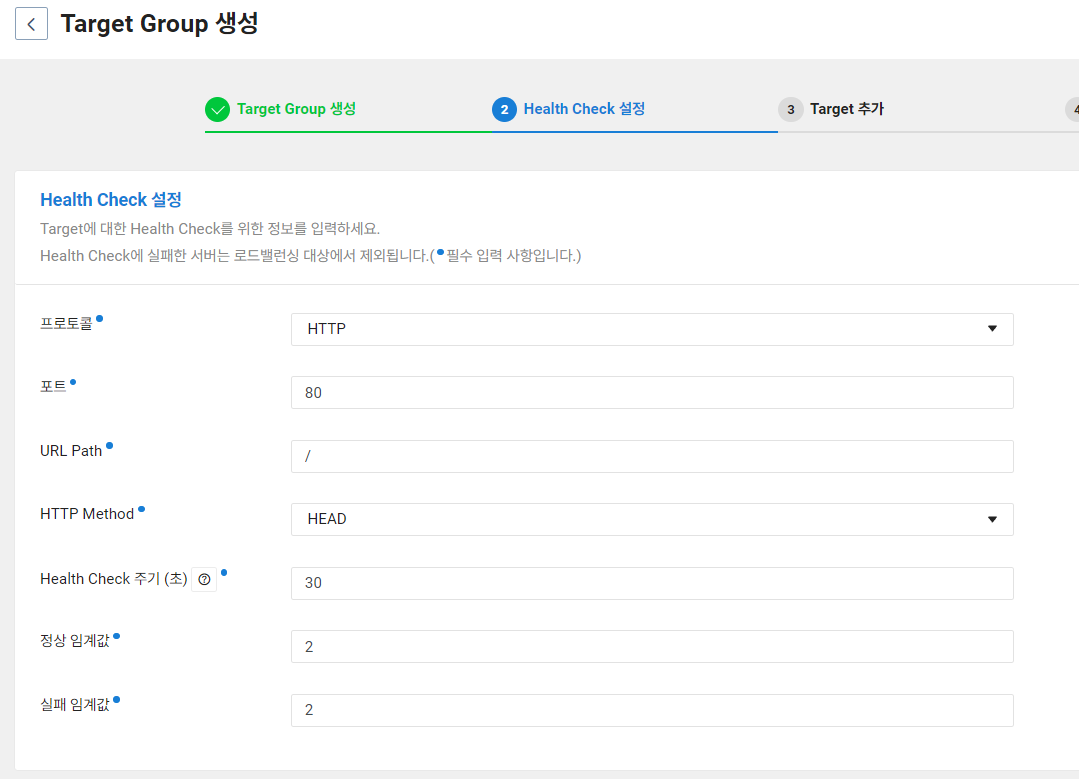 Target Group 생성
Target Group 생성
2 Health Check 설정
3 Target 추가
4
Health Check 설정
Target에 대한 Health Check를 위한 정보를 입력하세요.
Health Check에 실패한 서버는 로드밸런싱 대상에서 제외됩니다.(●필수 입력 사항입니다.)
프로토콜
HTTP
포트
80
URL Path
/
HTTP Method
HEAD
Health Check 주기 (초) ?
30
정상 임계값
2
실패 임계값
2